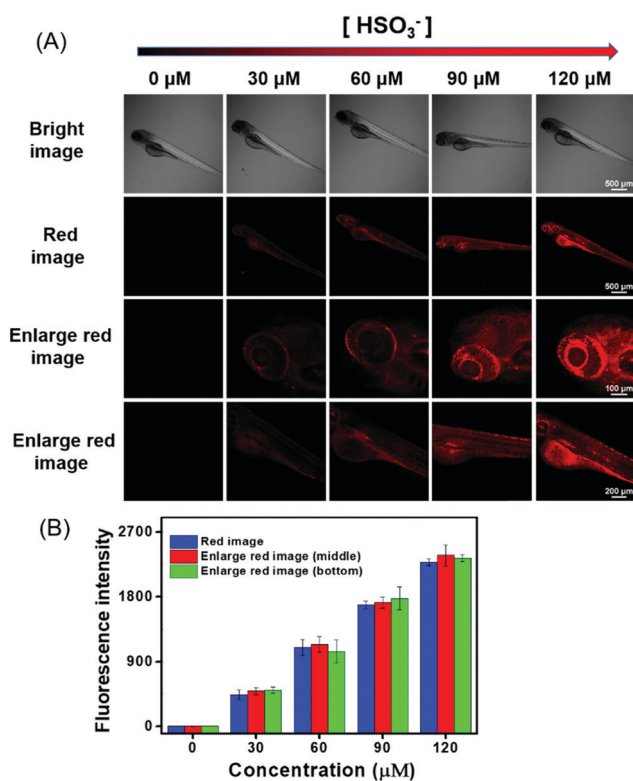 (A)
[ HSO₃⁻ ]
0 μM 30 μM 60 μM 90 μM 120 μM
Bright
image
500 μm
Red
image
500 μm
Enlarge red
image
100 μm
Enlarge red
image
200 μm
(B)
Fluorescence intensity
2700
1800
900
0
Red image
Enlarge red image (middle)
Enlarge red image (bottom)
0 30 60 90 120
Concentration (μM)